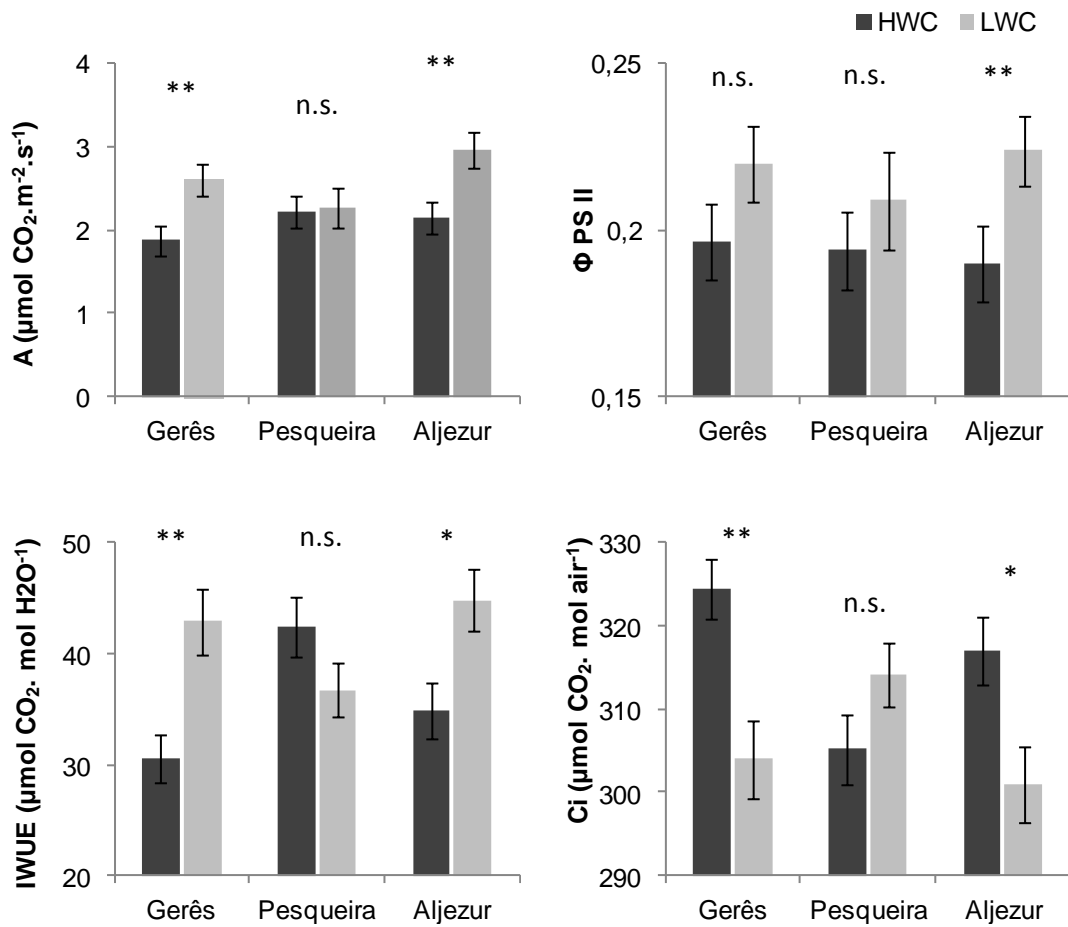 HWC LWC
A (µmol CO₂.m⁻².s⁻¹)
4
3
2
1
0
**
n.s.
**
Gerês Pesqueira Aljezur
Φ PS II
0,25
0,2
0,15
n.s.
n.s.
**
Gerês Pesqueira Aljezur
IWUE (µmol CO₂. mol H2O⁻¹)
50
40
30
20
**
n.s.
*
Gerês Pesqueira Aljezur
Ci (µmol CO₂. mol air⁻¹)
330
320
310
300
290
**
n.s.
*
Gerês Pesqueira Aljezur